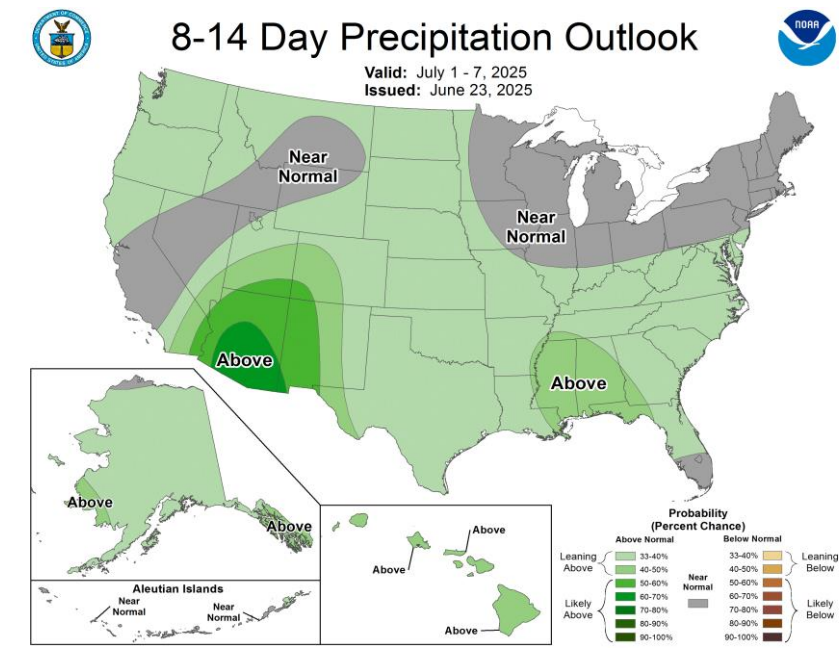 8-14 Day Precipitation Outlook
NOAA
Valid: July 1 - 7, 2025
Issued: June 23, 2025
Near
Normal
Near
Normal
Above
Above
Above
Above
Aleutian Islands
Near
Normal
Near
Normal
Above
Above
Above
Probability
(Percent Chance)
Above Normal
Below Normal
Leaning
Above
33-40%
40-50%
Likely
Above
50-60%
60-70%
70-80%
80-90%
90-100%
Near
Normal
33-40%
40-50%
Leaning
Below
50-60%
60-70%
70-80%
80-90%
90-100%
Likely
Below